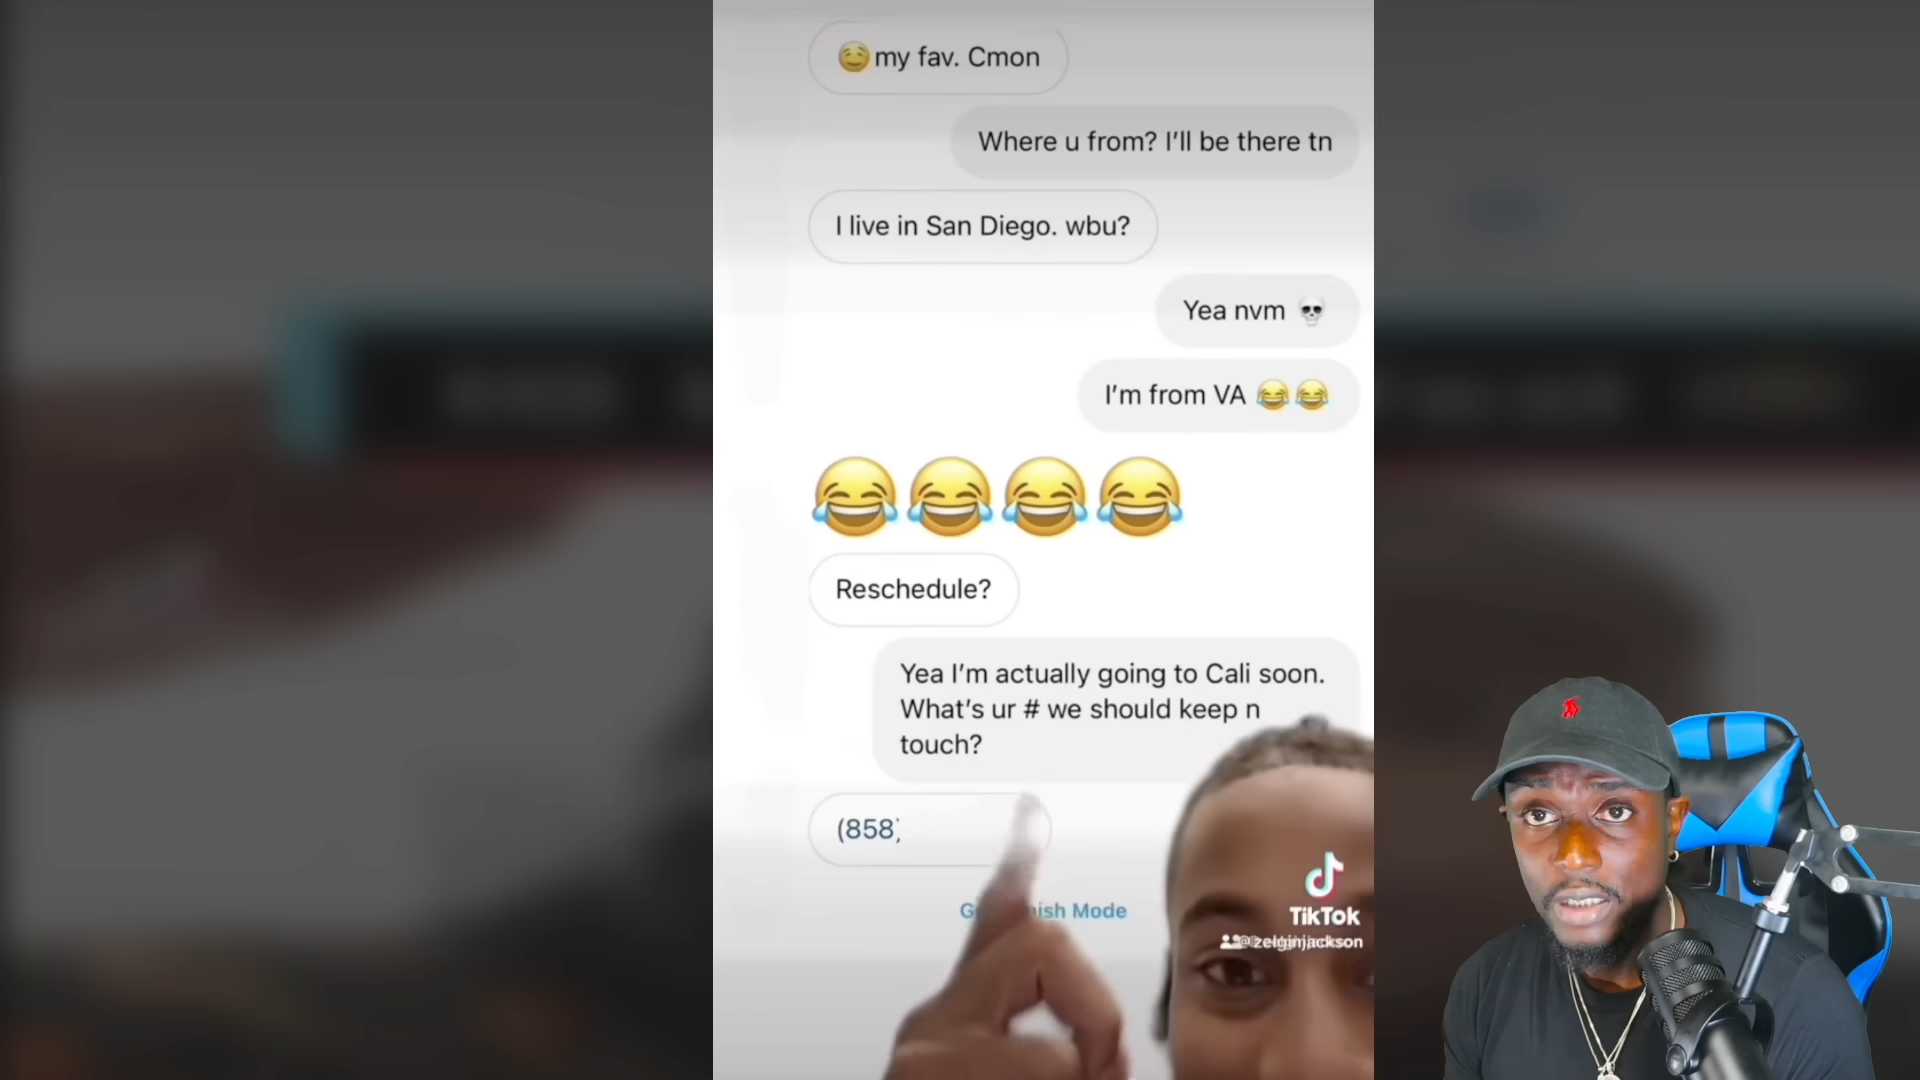 🤤my fav. Cmon
Where u from? I’ll be there tn
I live in San Diego. wbu?
Yea nvm 💀
I’m from VA 😂😂
😂😂😂😂
Reschedule?
Yea I’m actually going to Cali soon.
What’s ur # we should keep n
touch?
(858)
Mode
TikTok
@zelginjackson